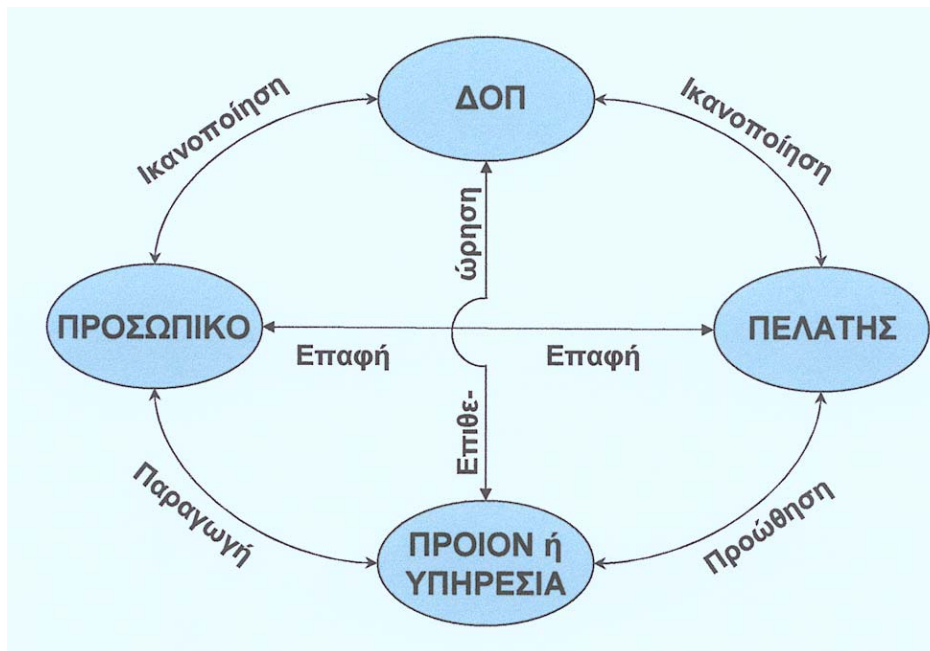 ΔΟΠ
Ικανοποίηση
Ικανοποίηση
ώρηση
ΠΡΟΣΩΠΙΚΟ
ΠΕΛΑΤΗΣ
Επαφή
Επαφή
Επιθε-
Παραγωγή
Προώθηση
ΠΡΟΙΟΝ ή
ΥΠΗΡΕΣΙΑ